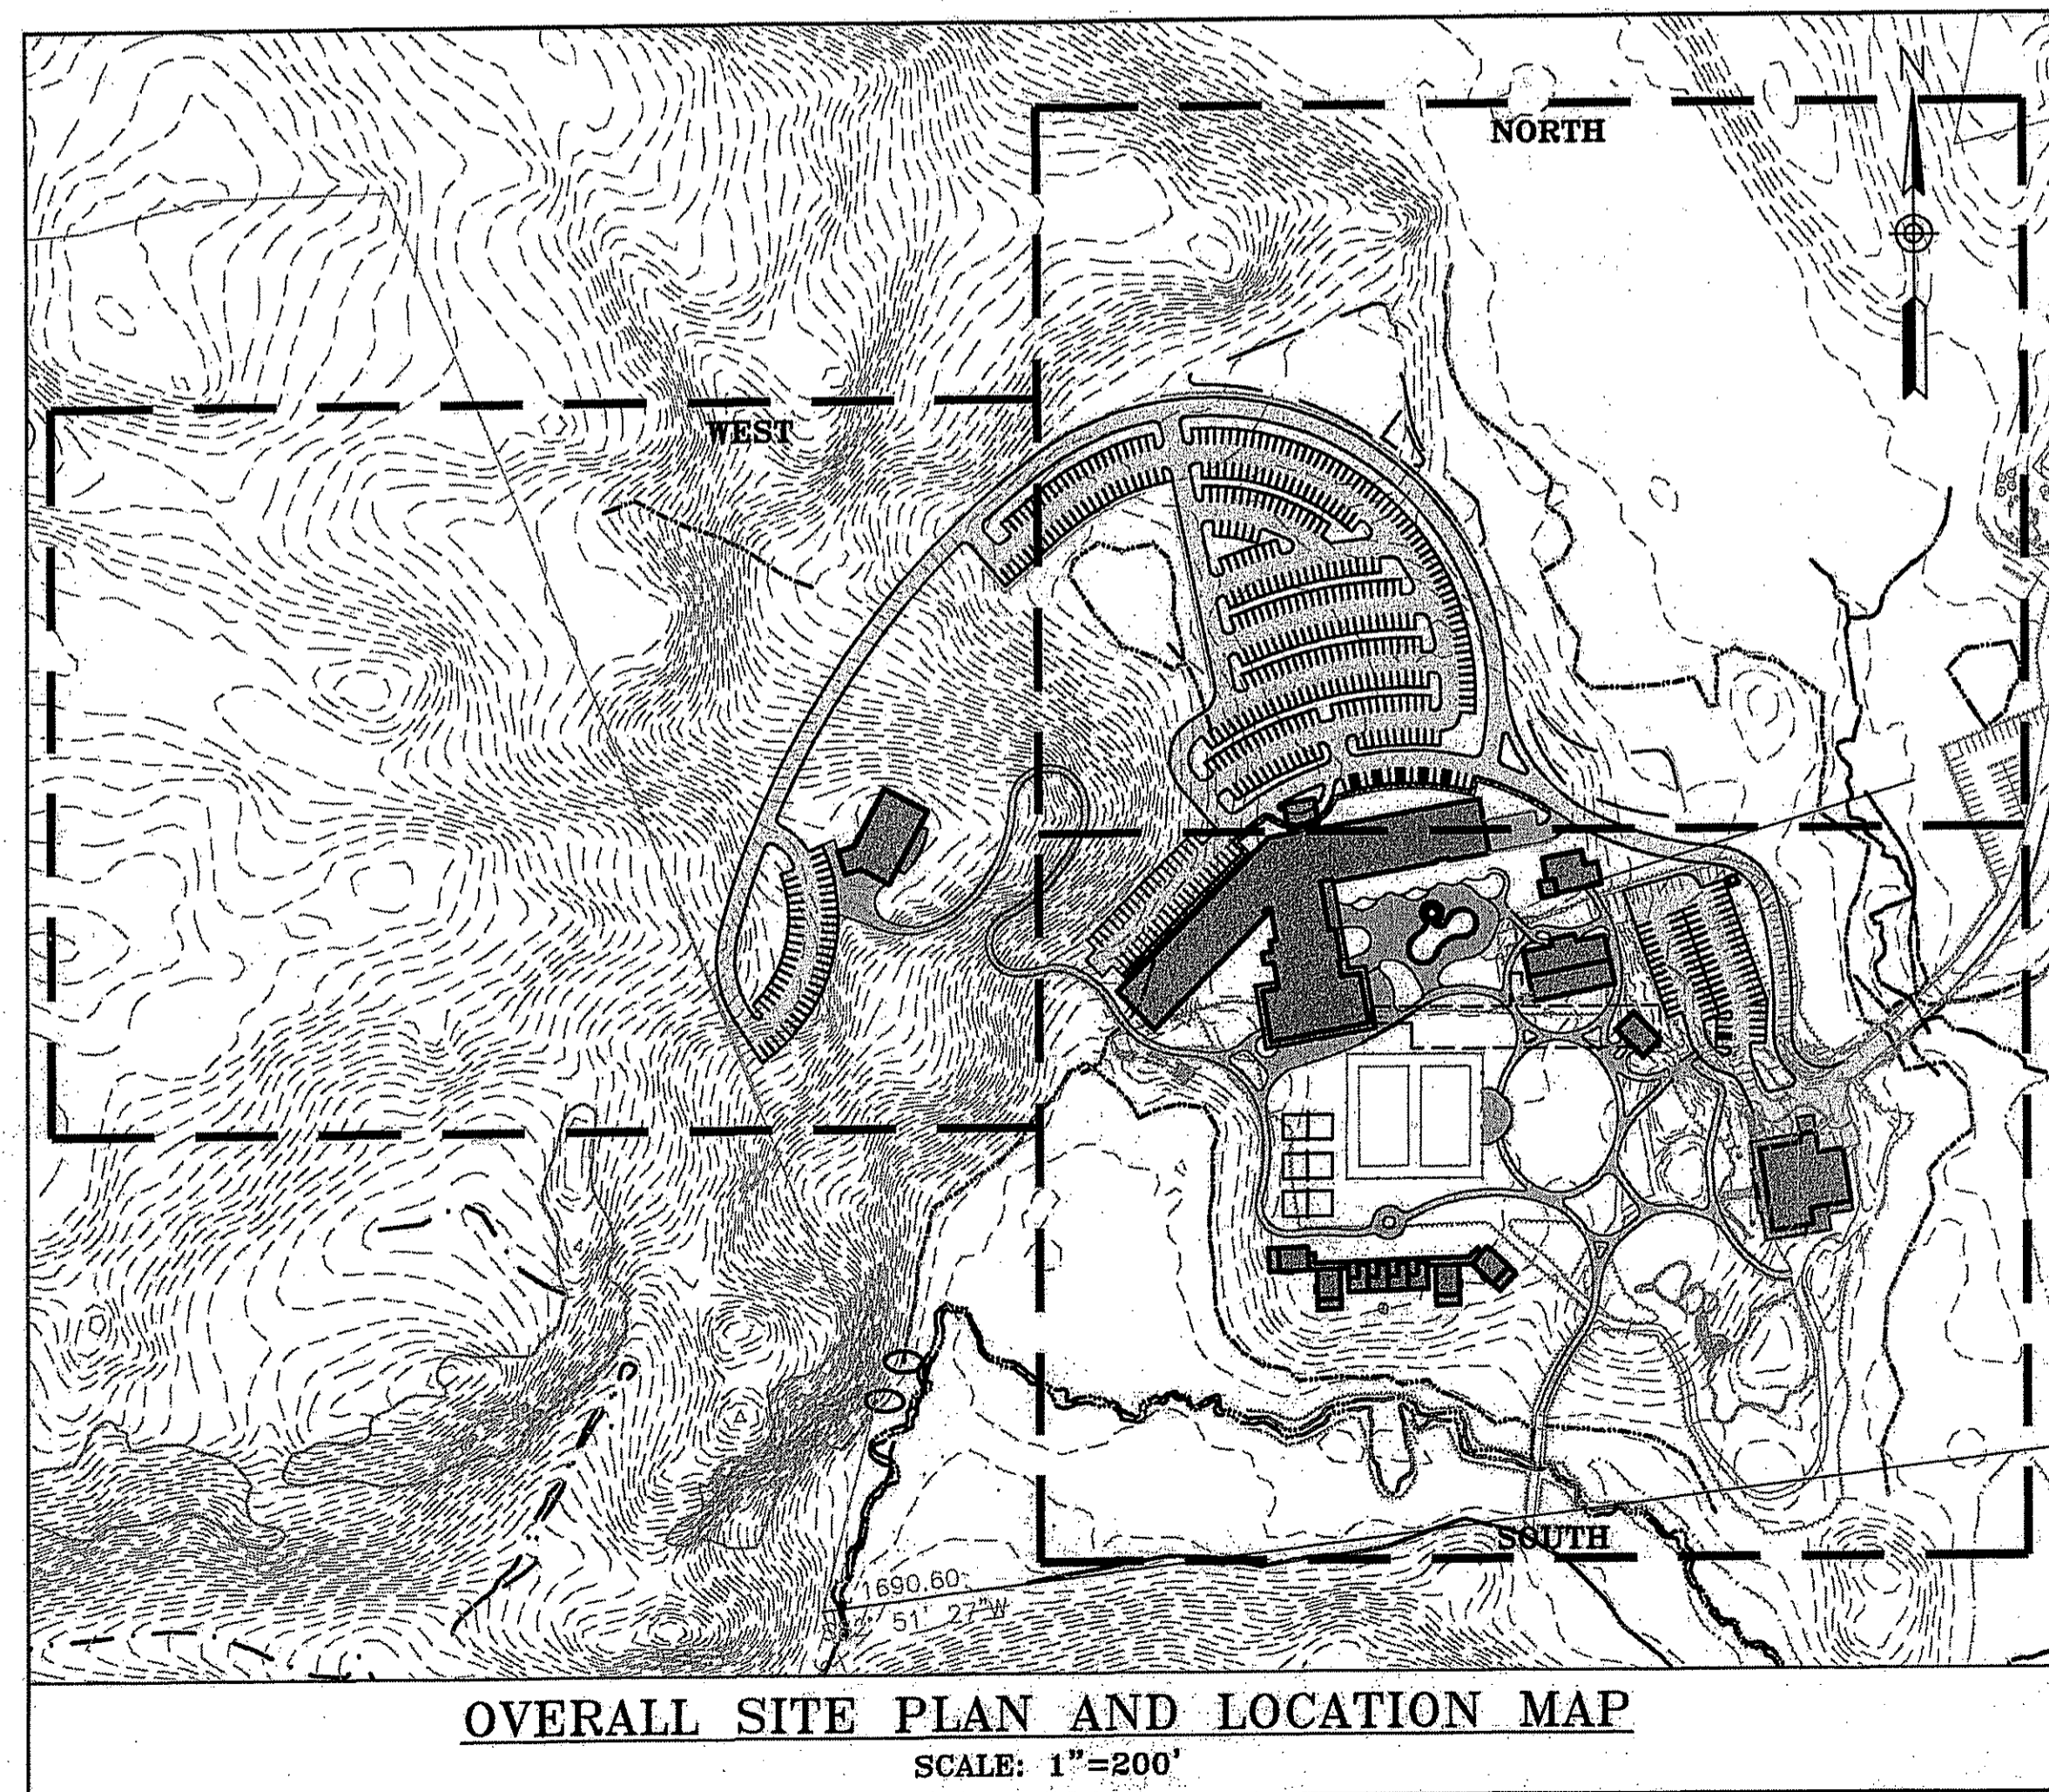 N
NORTH
WEST
SOUTH
1690.60
51' 27"W
OVERALL SITE PLAN AND LOCATION MAP
SCALE: 1"=200'